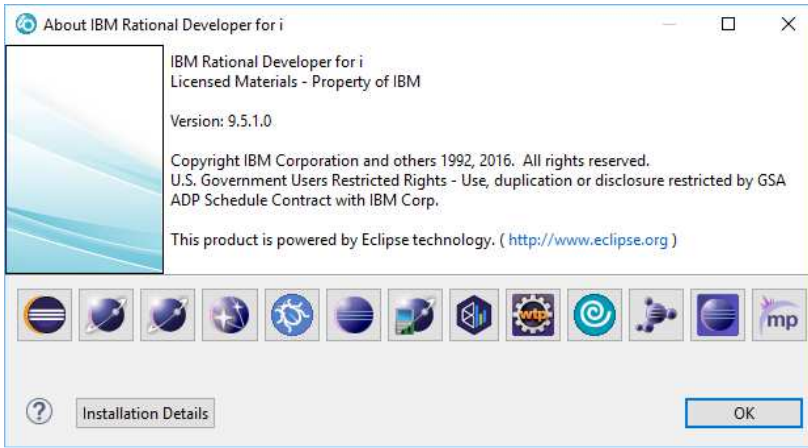 About IBM Rational Developer for i
IBM Rational Developer for i
Licensed Materials - Property of IBM
Version: 9.5.1.0
Copyright IBM Corporation and others 1992, 2016.  All rights reserved.
U.S. Government Users Restricted Rights - Use, duplication or disclosure restricted by GSA
ADP Schedule Contract with IBM Corp.
This product is powered by Eclipse technology. ( http://www.eclipse.org )
wtp
mp
?
Installation Details
OK